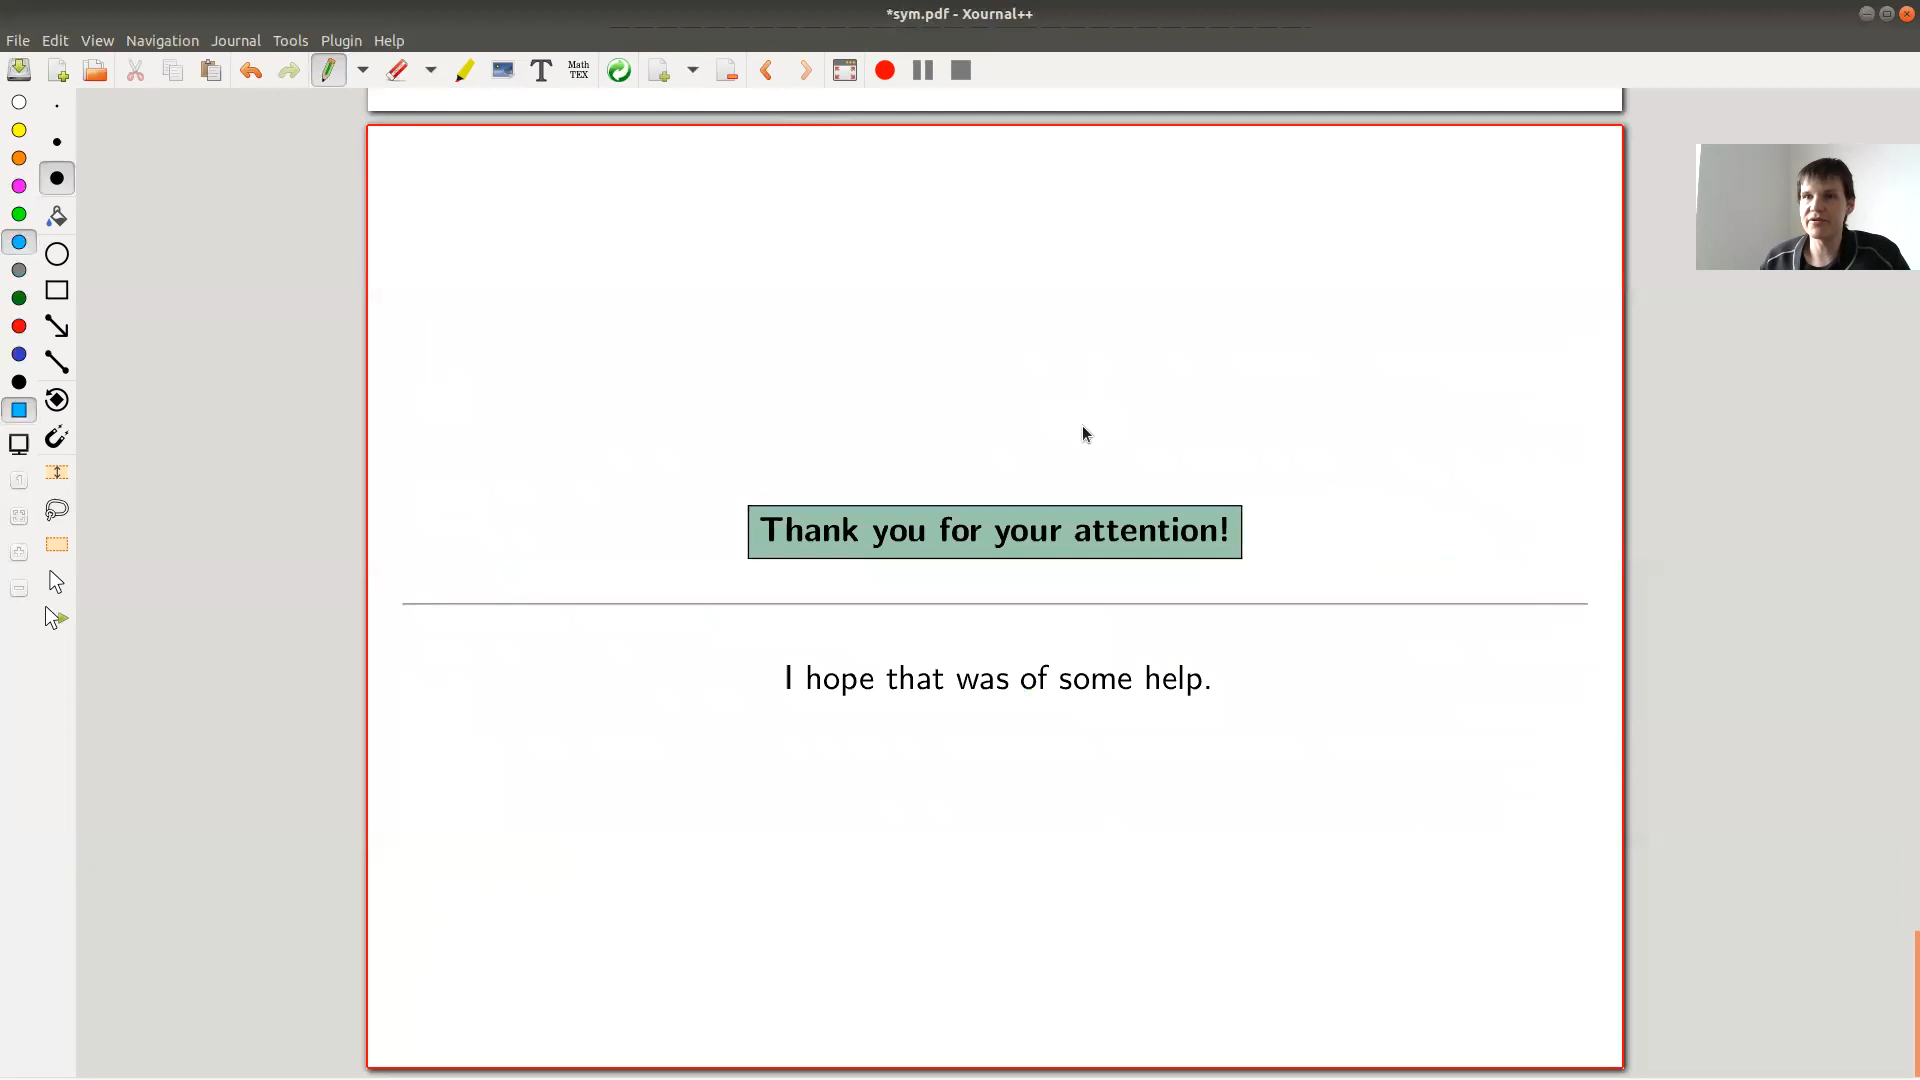 *sym.pdf - Xournal++
File Edit View Navigation Journal Tools Plugin Help
T Math
TEX
Thank you for your attention!
I hope that was of some help.